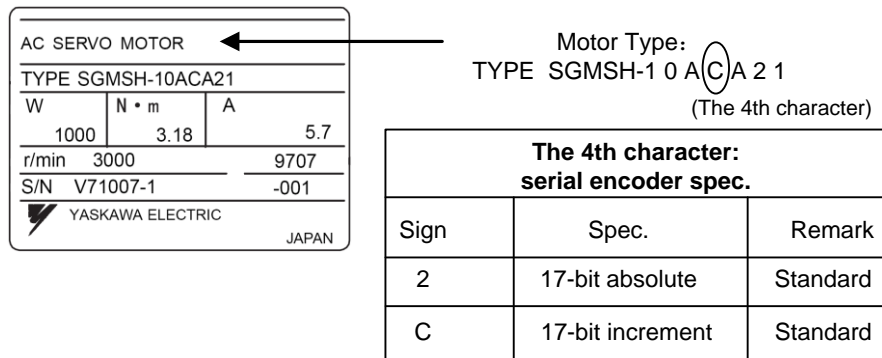 AC SERVO MOTOR
TYPE SGMSH-10ACA21
W N・m A
1000 3.18 5.7
r/min 3000 9707
S/N V71007-1 -001
YASKAWA ELECTRIC
JAPAN
Motor Type：
TYPE SGMSH-1 0 A C A 2 1
(The 4th character)
The 4th character:
serial encoder spec.
Sign Spec. Remark
2 17-bit absolute Standard
C 17-bit increment Standard